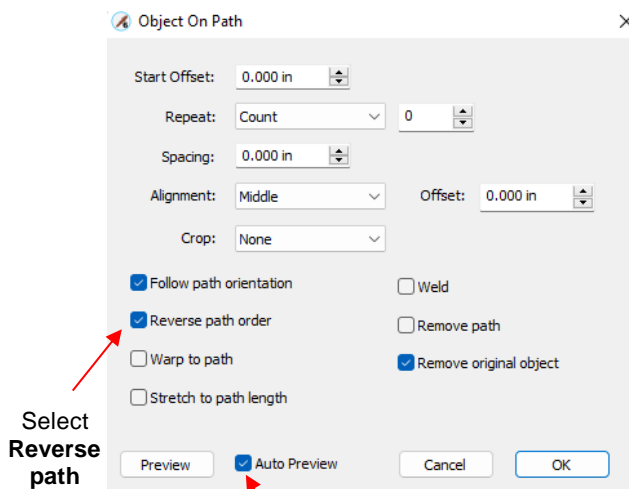 Object On Path
Start Offset: 0.000 in
Repeat: Count 0
Spacing: 0.000 in
Alignment: Middle Offset: 0.000 in
Crop: None
Follow path orientation Weld
Reverse path order Remove path
Warp to path Remove original object
Stretch to path length
Select
Reverse
path
Preview Auto Preview Cancel OK